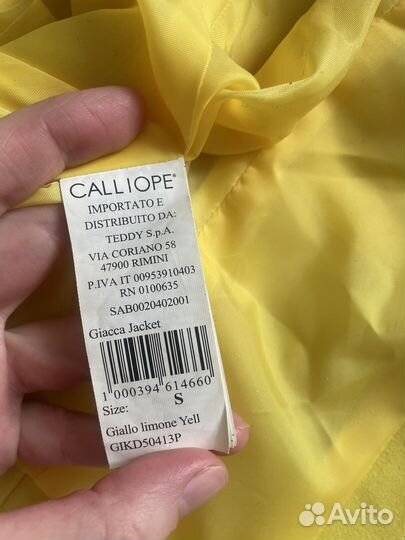 CALLIOPE®
IMPORTATO E
DISTRIBUITO DA:
TEDDY S.p.A.
VIA CORIANO 58
47900 RIMINI
P.IVA IT 00953910403
RN 0100635
SAB0020402001
Giacca Jacket
1 000394 614660
Size: S
Giallo limone Yell
GIKD50413P
Avito